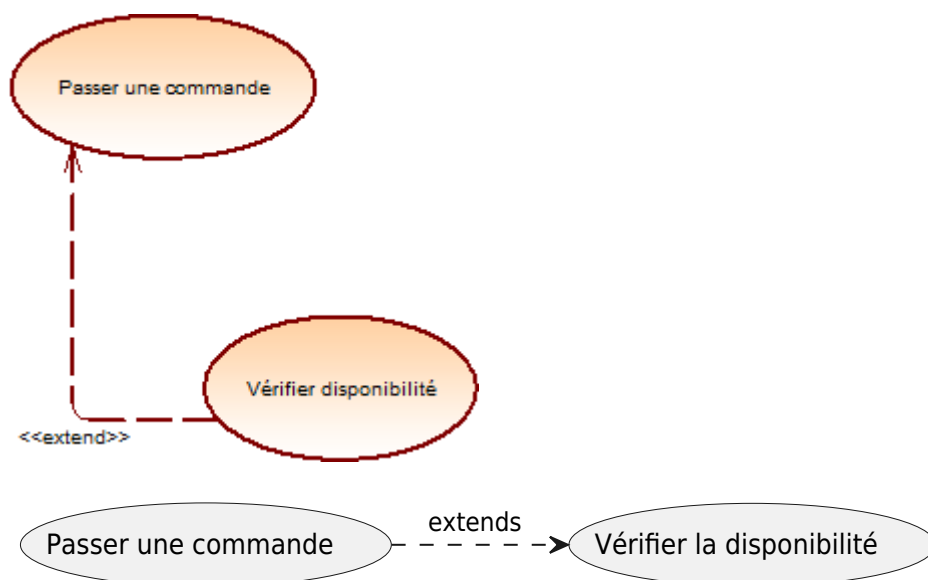 Passer une commande
Vérifier disponibilité
<<extend>>
Passer une commande
extends
Vérifier la disponibilité